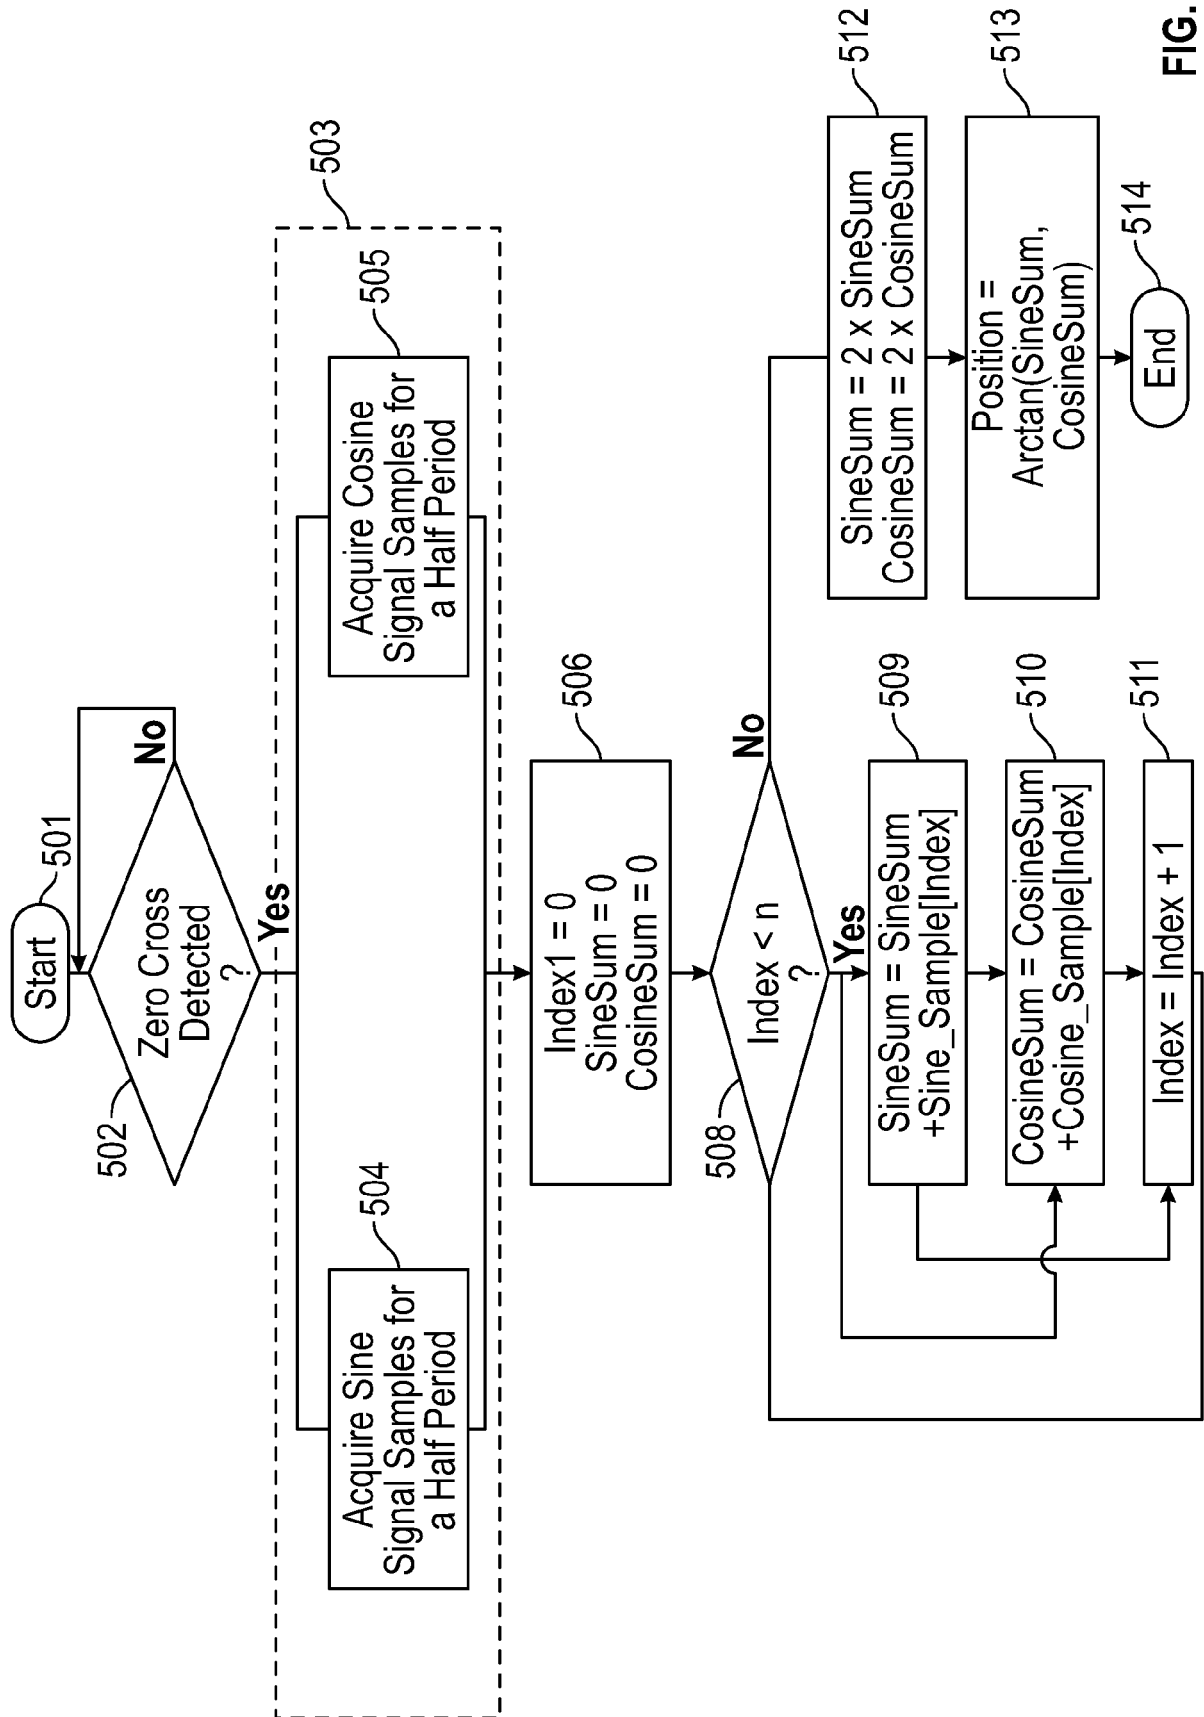 Start
501
502
Zero Cross
Detected
?
No
Yes
503
504
Acquire Sine
Signal Samples for
a Half Period
505
Acquire Cosine
Signal Samples for
a Half Period
506
Index1 = 0
SineSum = 0
CosineSum = 0
508
Index < n
?
No
Yes
509
SineSum = SineSum
+Sine_Sample[Index]
510
CosineSum = CosineSum
+Cosine_Sample[Index]
511
Index = Index + 1
512
SineSum = 2 x SineSum
CosineSum = 2 x CosineSum
513
Position =
Arctan(SineSum,
CosineSum)
514
End
FIG.